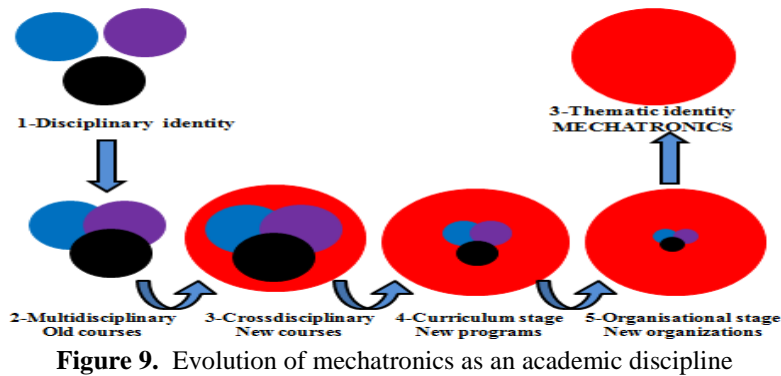 1-Disciplinary identity
3-Thematic identity
MECHATRONICS
2-Multidisciplinary
Old courses
3-Crossdisciplinary
New courses
4-Curriculum stage
New programs
5-Organisational stage
New organizations
Figure 9. Evolution of mechatronics as an academic discipline